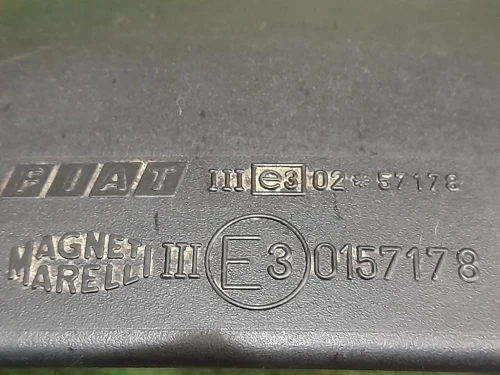 FIAT III e3 02*57178
MAGNETI MARELLI III E3 0157178